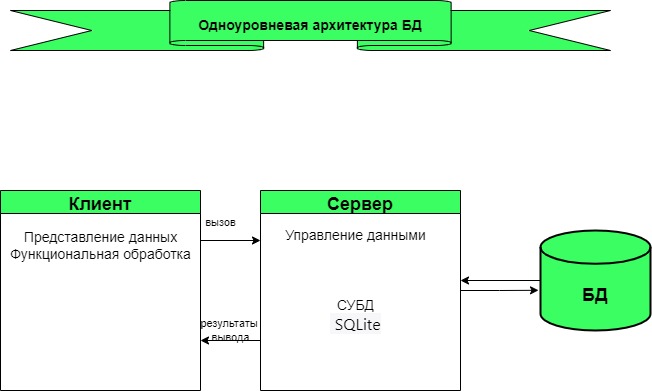 Одноуровневая архитектура БД
Клиент
Представление данных
Функциональная обработка
вызов
результаты
вывода
Сервер
Управление данными
СУБД
SQLite
БД